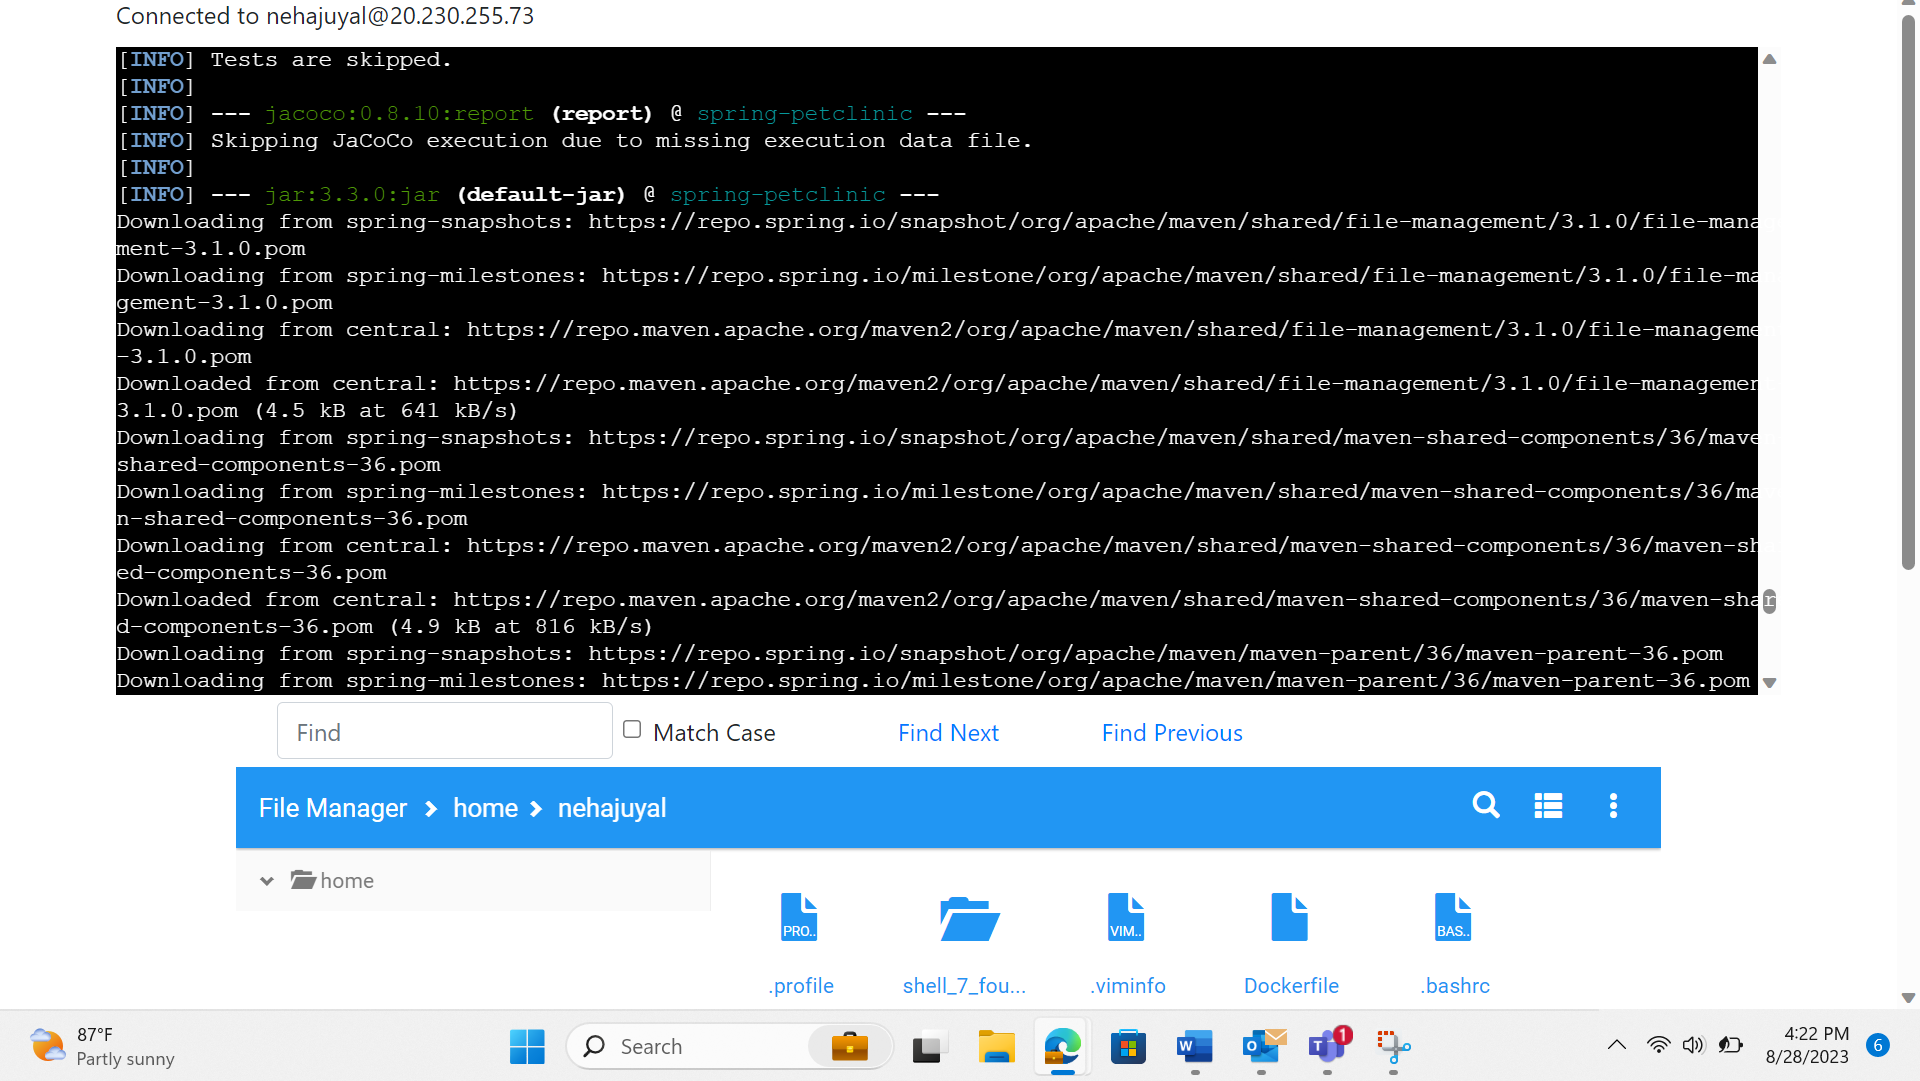 Connected to nehajuyal@20.230.255.73
[INFO] Tests are skipped.
[INFO]
[INFO] --- jacoco:0.8.10:report (report) @ spring-petclinic ---
[INFO] Skipping JaCoCo execution due to missing execution data file.
[INFO]
[INFO] --- jar:3.3.0:jar (default-jar) @ spring-petclinic ---
Downloading from spring-snapshots: https://repo.spring.io/snapshot/org/apache/maven/shared/file-management/3.1.0/file-manag
ment-3.1.0.pom
Downloading from spring-milestones: https://repo.spring.io/milestone/org/apache/maven/shared/file-management/3.1.0/file-man
gement-3.1.0.pom
Downloading from central: https://repo.maven.apache.org/maven2/org/apache/maven/shared/file-management/3.1.0/file-managemen
-3.1.0.pom
Downloaded from central: https://repo.maven.apache.org/maven2/org/apache/maven/shared/file-management/3.1.0/file-management
3.1.0.pom (4.5 kB at 641 kB/s)
Downloading from spring-snapshots: https://repo.spring.io/snapshot/org/apache/maven/shared/maven-shared-components/36/maven
shared-components-36.pom
Downloading from spring-milestones: https://repo.spring.io/milestone/org/apache/maven/shared/maven-shared-components/36/mav
n-shared-components-36.pom
Downloading from central: https://repo.maven.apache.org/maven2/org/apache/maven/shared/maven-shared-components/36/maven-sha
ed-components-36.pom
Downloaded from central: https://repo.maven.apache.org/maven2/org/apache/maven/shared/maven-shared-components/36/maven-shar
d-components-36.pom (4.9 kB at 816 kB/s)
Downloading from spring-snapshots: https://repo.spring.io/snapshot/org/apache/maven/maven-parent/36/maven-parent-36.pom
Downloading from spring-milestones: https://repo.spring.io/milestone/org/apache/maven/maven-parent/36/maven-parent-36.pom
Find Match Case Find Next Find Previous
File Manager home nehajuyal
home
PRO.. VIM.. BAS..
.profile shell_7_fou... .viminfo Dockerfile .bashrc
87°F
Partly sunny
Search
W O T 1
4:22 PM
8/28/2023
6